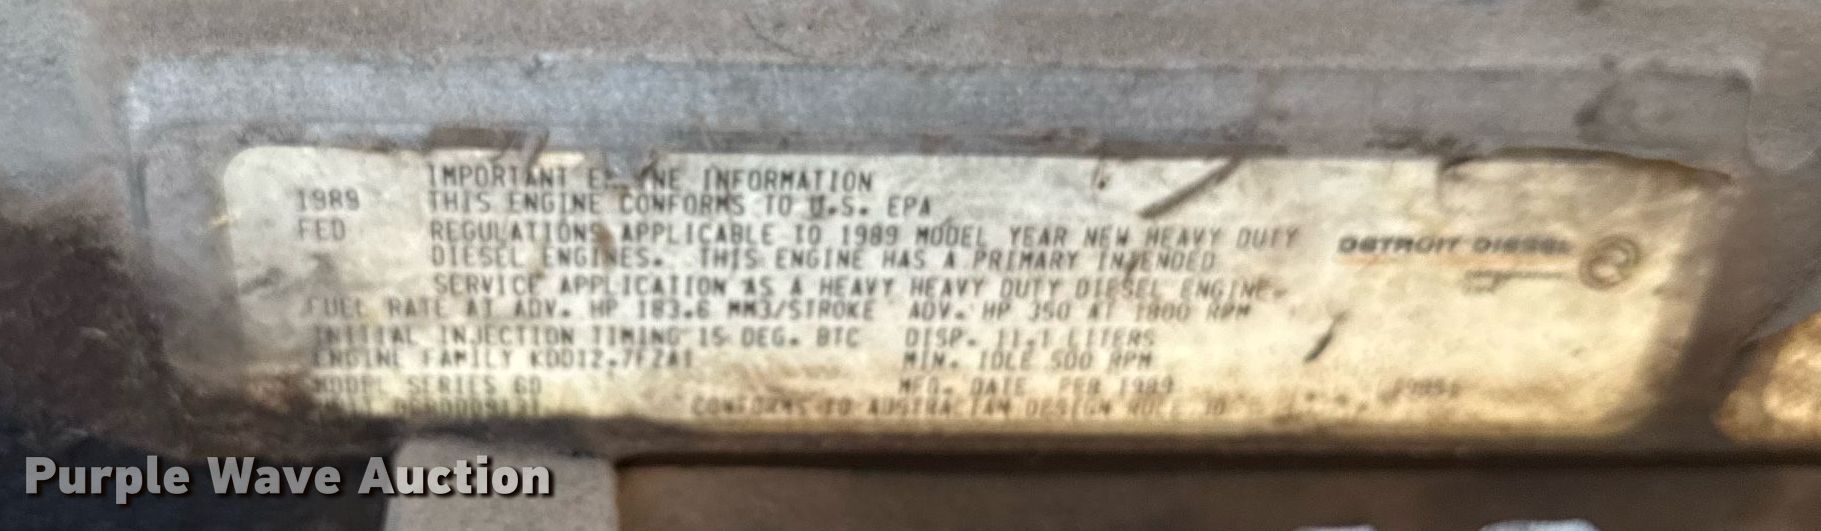 IMPORTANT INFORMATION
1989 THIS ENGINE CONFORMS TO U.S. EPA
FED REGULATIONS APPLICABLE TO 1989 MODEL YEAR NEW HEAVY DUTY
DIESEL ENGINES. THIS ENGINE HAS A PRIMARY INTENDED
SERVICE APPLICATION AS A HEAVY HEAVY DUTY DIESEL ENGINE.
DETROIT DIESEL
FUEL RATE AT ADV. HP 183.6 MM3/STROKE ADV. HP 350 AT 1800 RPM
INITIAL INJECTION TIMING 15 DEG. BTC DISP. 11.1 LITERS
ENGINE FAMILY MIN. IDLE 500 RPM
MODEL SERIES 60 MFG. DATE 1989
CONFORMS TO AUSTRALIAN DESIGN RULE 30
Purple Wave Auction